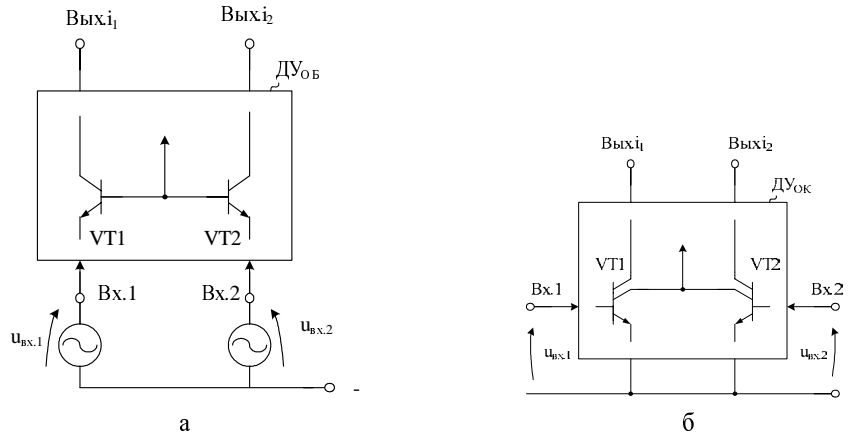 Вых.i1
Вых.i2
ДУОБ
VT1
VT2
Вх.1
Вх.2
uвх.1
uвх.2
-
а
Вых.i1
Вых.i2
ДУОК
VT1
VT2
Вх.1
Вх.2
uвх.1
uвх.2
б